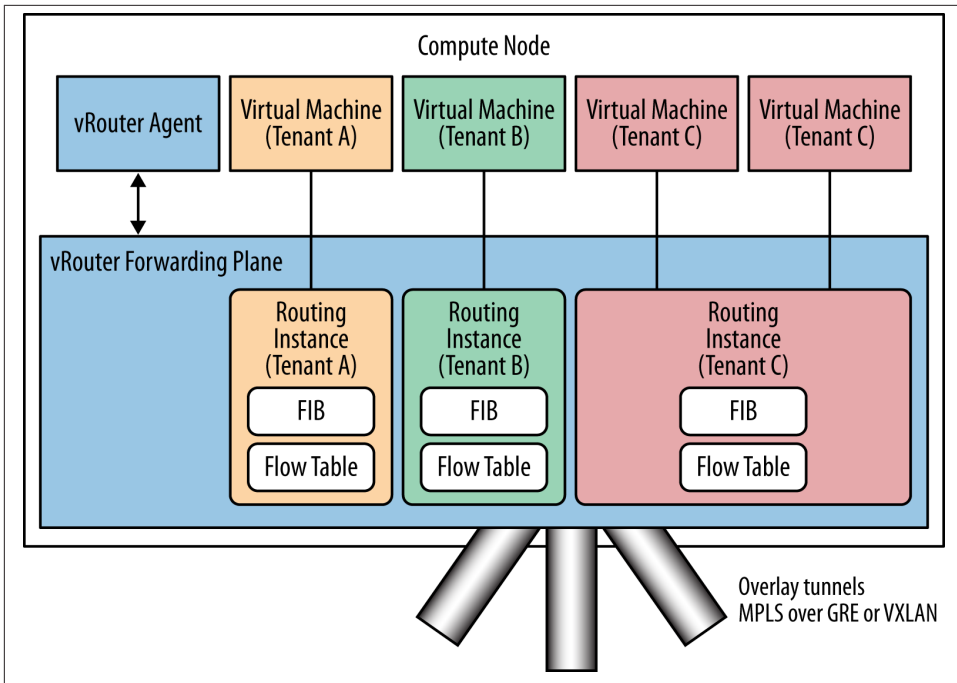 Compute Node
vRouter Agent
Virtual Machine
(Tenant A)
Virtual Machine
(Tenant B)
Virtual Machine
(Tenant C)
Virtual Machine
(Tenant C)
vRouter Forwarding Plane
Routing
Instance
(Tenant A)
FIB
Flow Table
Routing
Instance
(Tenant B)
FIB
Flow Table
Routing
Instance
(Tenant C)
FIB
Flow Table
Overlay tunnels
MPLS over GRE or VXLAN